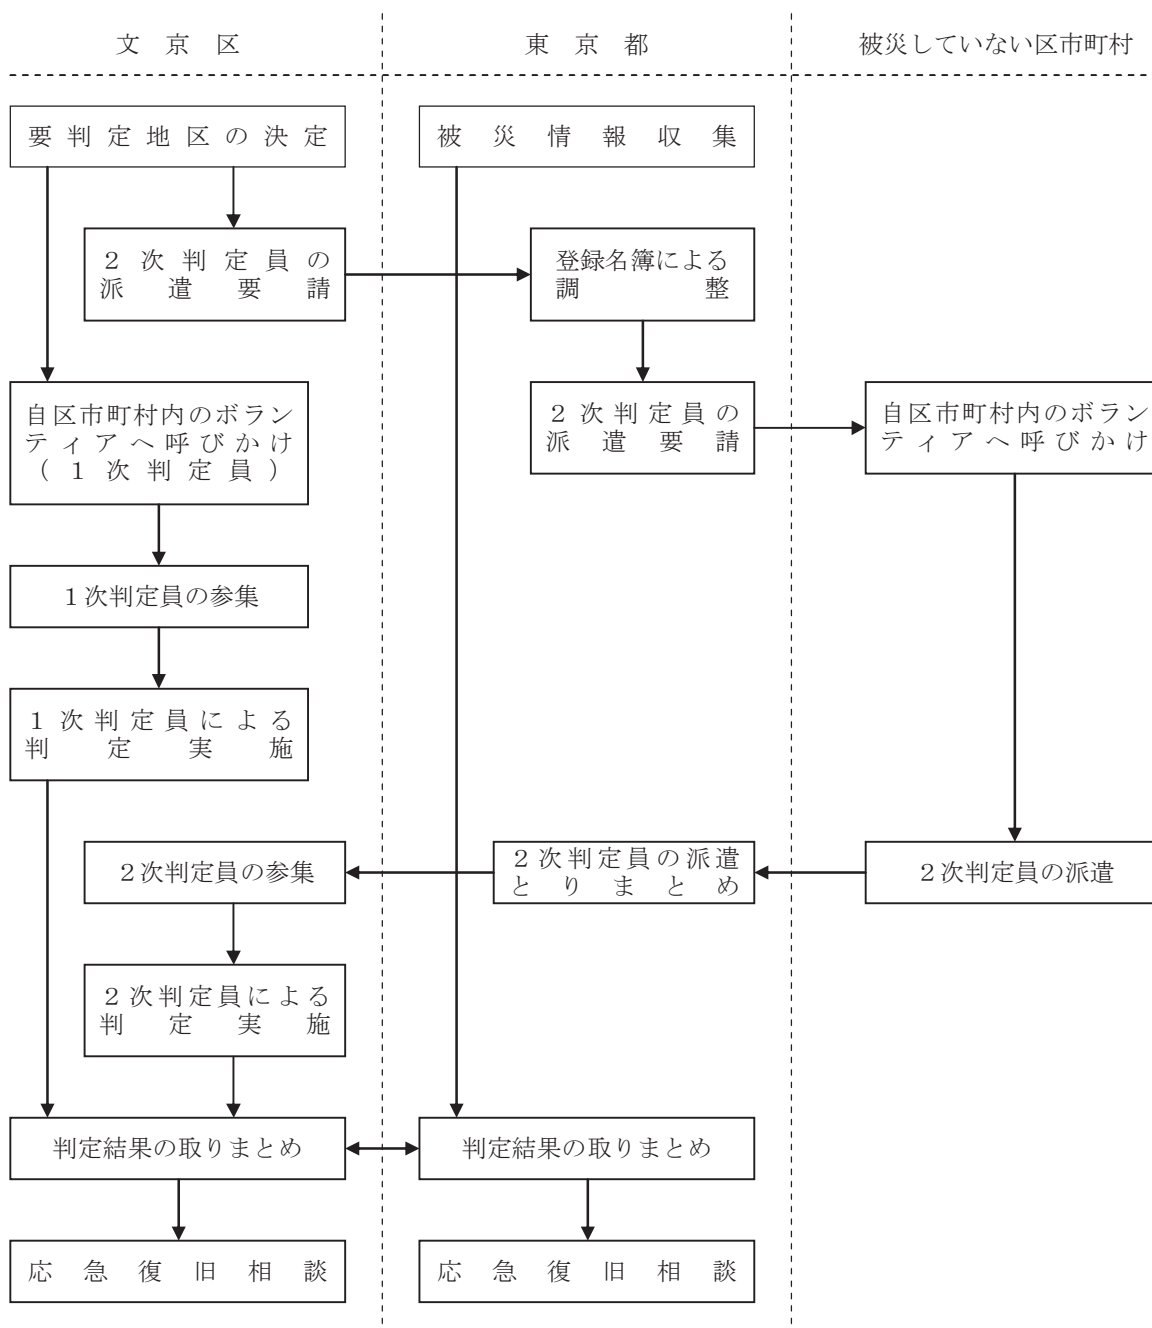 文京区
東京都
被災していない区市町村
要判定地区の決定
被災情報収集
２次判定員の
派遣要請
登録名簿による
調整
自区市町村内のボラン
ティアへ呼びかけ
（１次判定員）
２次判定員の
派遣要請
自区市町村内のボラン
ティアへ呼びかけ
１次判定員の参集
１次判定員による
判定実施
２次判定員の参集
２次判定員の派遣
とりまとめ
２次判定員の派遣
２次判定員による
判定実施
判定結果の取りまとめ
判定結果の取りまとめ
応急復旧相談
応急復旧相談